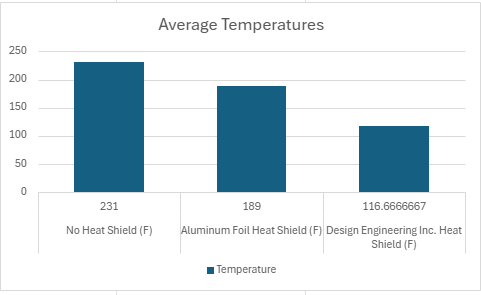 Average Temperatures
250
200
150
100
50
0
231 189 116.6666667
No Heat Shield (F) Aluminum Foil Heat Shield (F) Design Engineering Inc. Heat
Shield (F)
Temperature